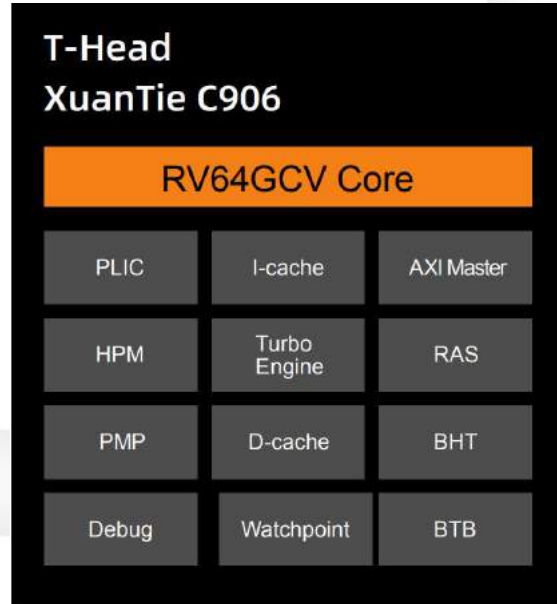 T-Head
XuanTie C906
RV64GCV Core
PLIC
I-cache
AXI Master
HPM
Turbo
Engine
RAS
PMP
D-cache
BHT
Debug
Watchpoint
BTB